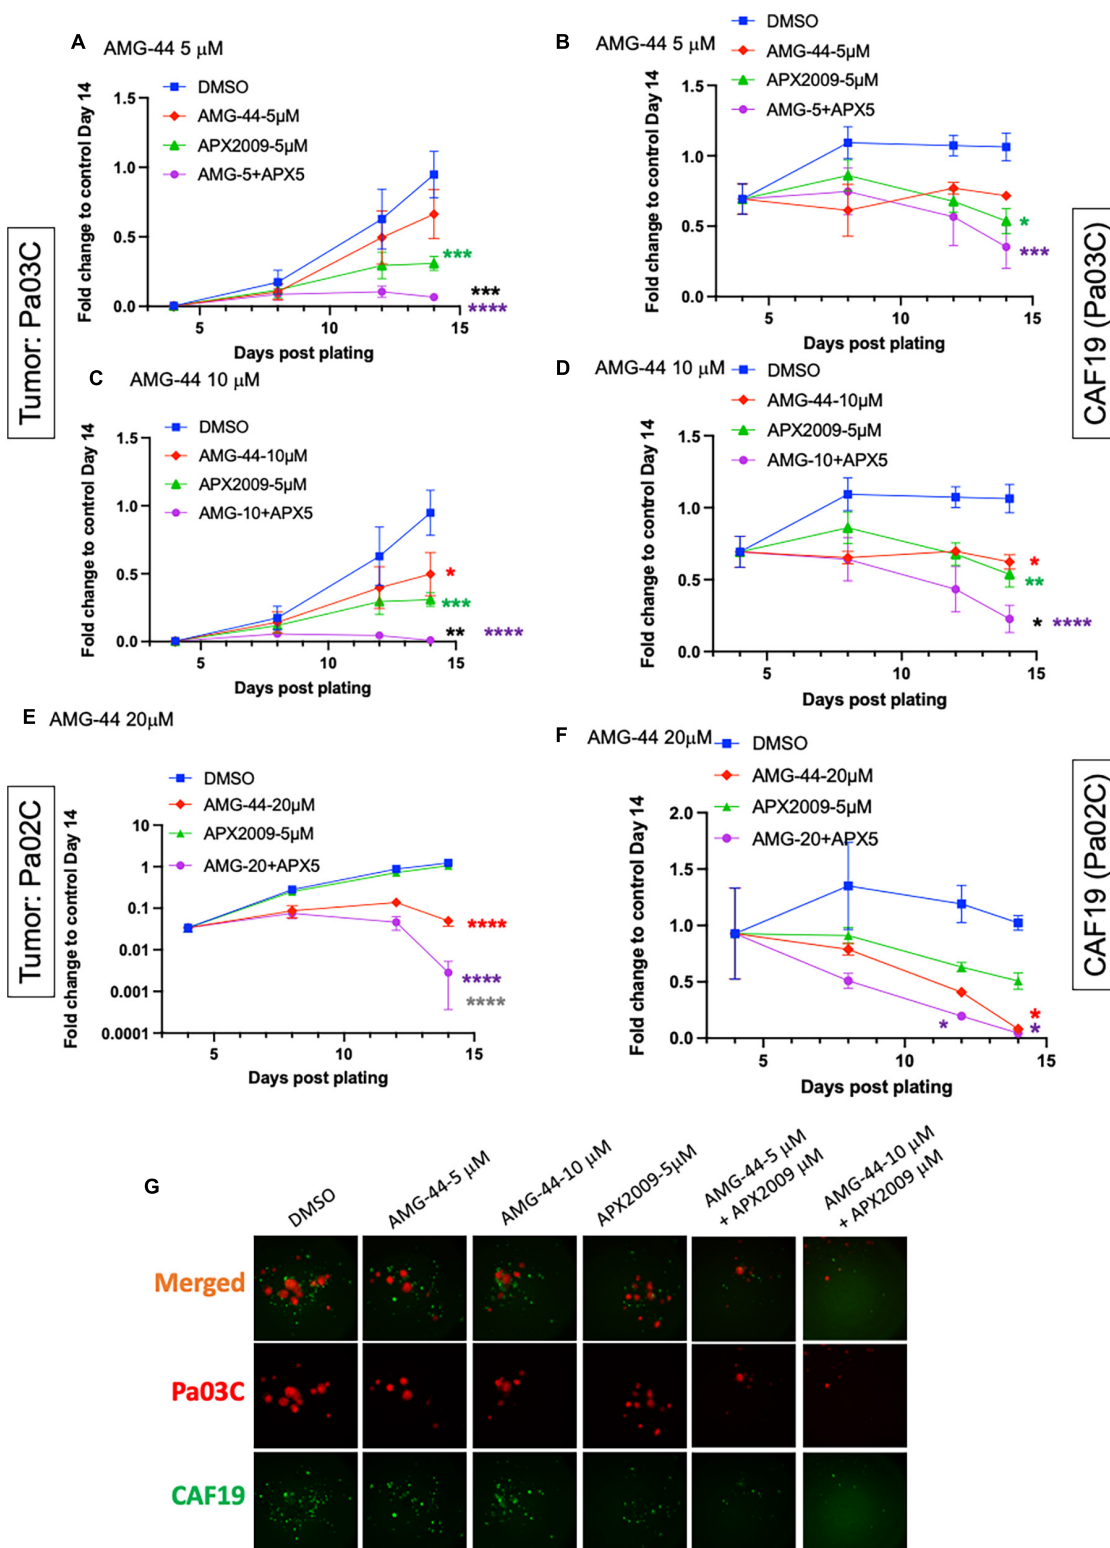 A AMG-44 5 μM
DMSO
AMG-44-5μM
APX2009-5μM
AMG-5+APX5
Fold change to control Day 14
1.5
1.0
0.5
0.0
***
***
****
5 10 15
Days post plating
B AMG-44 5 μM
DMSO
AMG-44-5μM
APX2009-5μM
AMG-5+APX5
Fold change to control Day 14
1.5
1.0
0.5
0.0
*
***
5 10 15
Days post plating
Tumor: Pa03C
CAF19 (Pa03C)
C AMG-44 10 μM
DMSO
AMG-44-10μM
APX2009-5μM
AMG-10+APX5
Fold change to control Day 14
1.5
1.0
0.5
0.0
*
***
** ****
5 10 15
Days post plating
D AMG-44 10 μM
DMSO
AMG-44-10μM
APX2009-5μM
AMG-10+APX5
Fold change to control Day 14
1.5
1.0
0.5
0.0
*
**
* ****
5 10 15
Days post plating
E AMG-44 20μM
DMSO
AMG-44-20μM
APX2009-5μM
AMG-20+APX5
Fold change to control Day 14
10
1
0.1
0.01
0.001
0.0001
****
****
****
5 10 15
Days post plating
Tumor: Pa02C
F AMG-44 20μM
DMSO
AMG-44-20μM
APX2009-5μM
AMG-20+APX5
Fold change to control Day 14
2.0
1.5
1.0
0.5
0.0
*
*
*
5 10 15
Days post plating
CAF19 (Pa02C)
G
DMSO
AMG-44-5 μM
AMG-44-10 μM
APX2009-5μM
AMG-44-5 μM
+ APX2009 μM
AMG-44-10 μM
+ APX2009 μM
Merged
Pa03C
CAF19